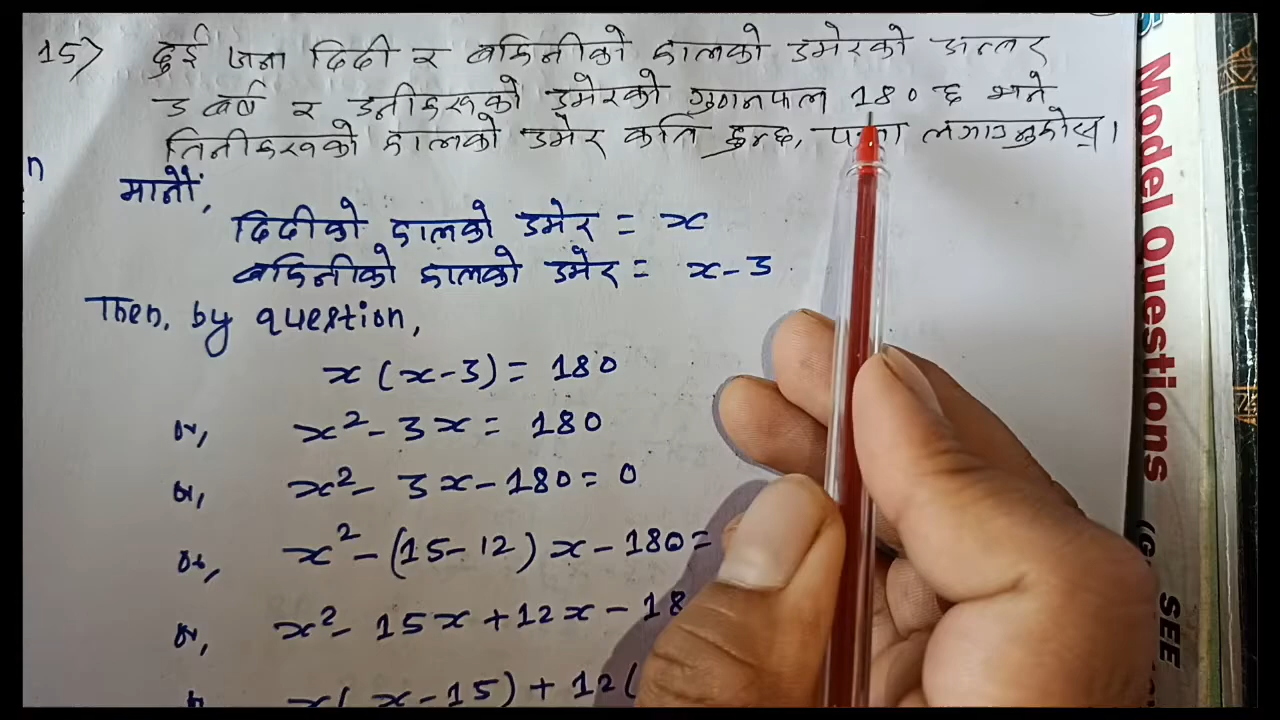 15) दुई जना दिदी र बहिनीको हालको उमेरको अन्तर
3 वर्ष र उनीहरूको उमेरको गुणनफल 180 छ भने
तिनीहरूको हालको उमेर कति हुन्छ, पत्ता लगाउनुहोस्।
n
मानौं,
दिदीको हालको उमेर = x
बहिनीको हालको उमेर = x-3
Then, by question,
x(x-3) = 180
or, x²- 3x = 180
or, x²- 3x-180= 0
or, x²-(15-12)x-180=
or, x²- 15x+12x-18
x( x-15) + 12(
Model Questions
SEE